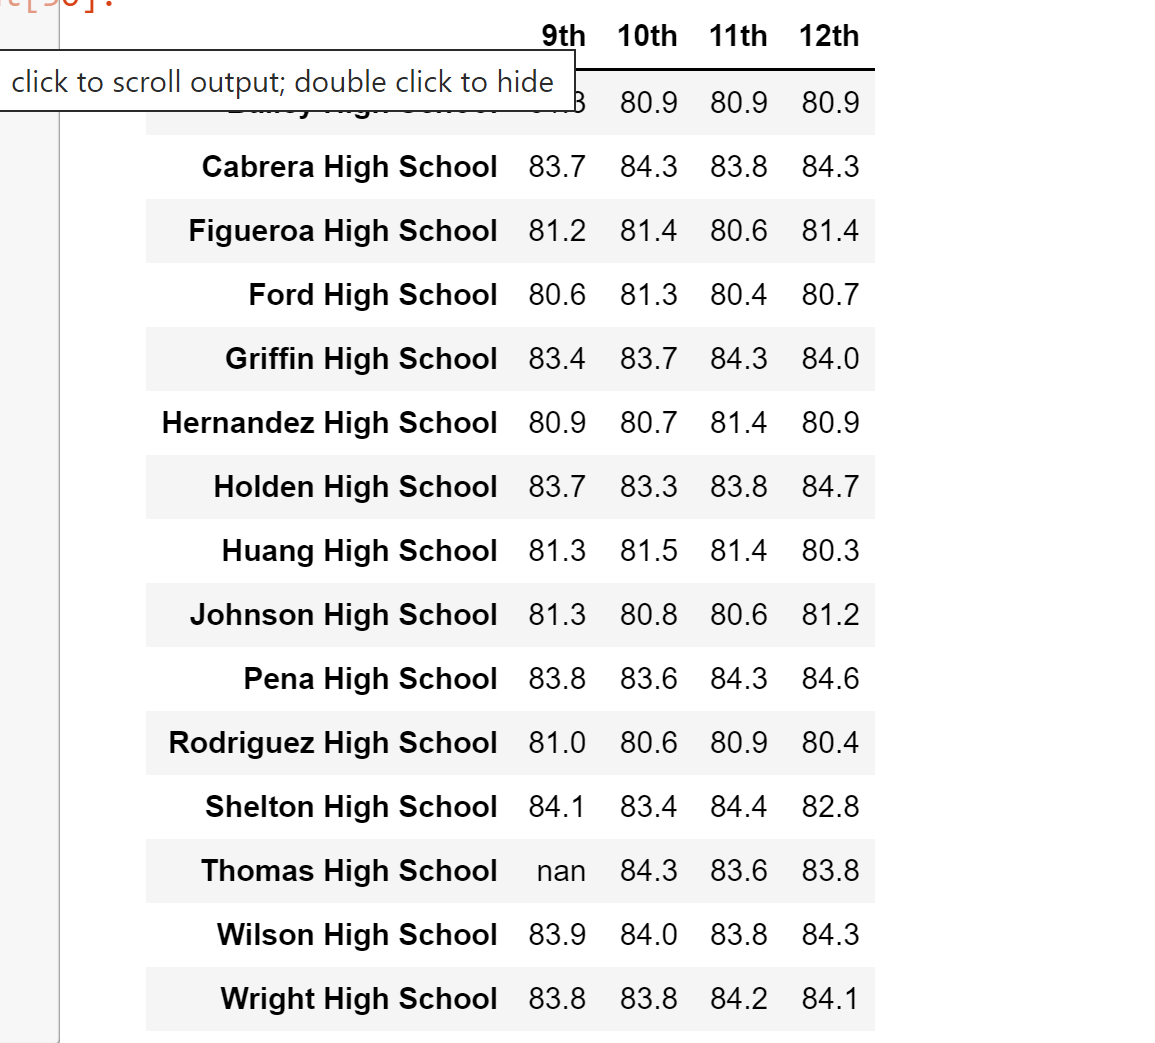 9th 10th 11th 12th
click to scroll output; double click to hide
80.9 80.9 80.9
Cabrera High School 83.7 84.3 83.8 84.3
Figueroa High School 81.2 81.4 80.6 81.4
Ford High School 80.6 81.3 80.4 80.7
Griffin High School 83.4 83.7 84.3 84.0
Hernandez High School 80.9 80.7 81.4 80.9
Holden High School 83.7 83.3 83.8 84.7
Huang High School 81.3 81.5 81.4 80.3
Johnson High School 81.3 80.8 80.6 81.2
Pena High School 83.8 83.6 84.3 84.6
Rodriguez High School 81.0 80.6 80.9 80.4
Shelton High School 84.1 83.4 84.4 82.8
Thomas High School nan 84.3 83.6 83.8
Wilson High School 83.9 84.0 83.8 84.3
Wright High School 83.8 83.8 84.2 84.1